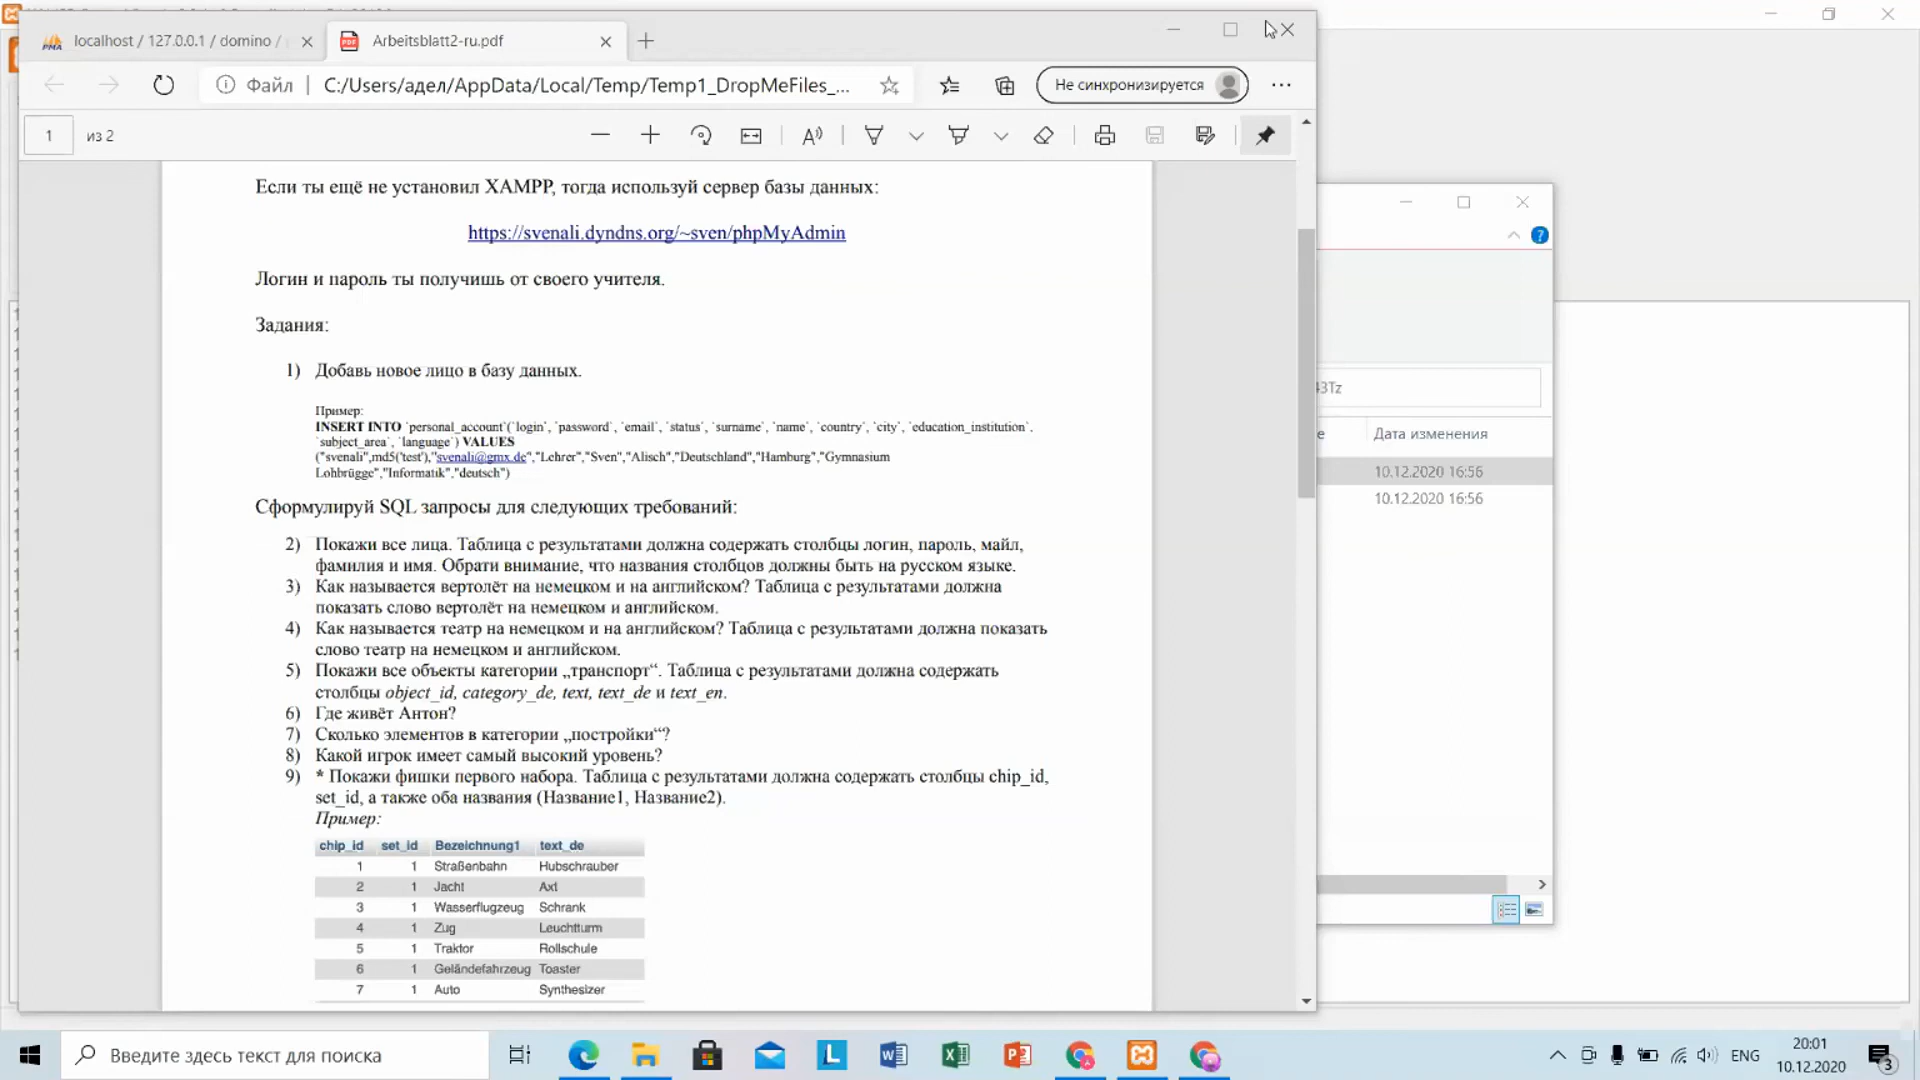 localhost / 127.0.0.1 / domino /
Arbeitsblatt2-ru.pdf
Файл
C:/Users/адел/AppData/Local/Temp/Temp1_DropMeFiles_...
Не синхронизируется
1
из 2
Если ты ещё не установил XAMPP, тогда используй сервер базы данных:
https://svenali.dyndns.org/~sven/phpMyAdmin
Логин и пароль ты получишь от своего учителя.
Задания:
1) Добавь новое лицо в базу данных.
Пример:
INSERT INTO `personal_account`(`login`, `password`, `email`, `status`, `surname`, `name`, `country`, `city`, `education_institution`.
`subject_area`, `language`) VALUES
("svenali",md5('test'),"svenali@gmx.de","Lehrer","Sven","Alisch","Deutschland","Hamburg","Gymnasium
Lohbrügge","Informatik","deutsch")
Сформулируй SQL запросы для следующих требований:
2) Покажи все лица. Таблица с результатами должна содержать столбцы логин, пароль, майл,
фамилия и имя. Обрати внимание, что названия столбцов должны быть на русском языке.
3) Как называется вертолёт на немецком и на английском? Таблица с результатами должна
показать слово вертолёт на немецком и английском.
4) Как называется театр на немецком и на английском? Таблица с результатами должна показать
слово театр на немецком и английском.
5) Покажи все объекты категории „транспорт“. Таблица с результатами должна содержать
столбцы object_id, category_de, text, text_de и text_en.
6) Где живёт Антон?
7) Сколько элементов в категории „постройки“?
8) Какой игрок имеет самый высокий уровень?
9) * Покажи фишки первого набора. Таблица с результатами должна содержать столбцы chip_id,
set_id, а также оба названия (Название1, Название2).
Пример:
chip_id set_id Bezeichnung1 text_de
1 1 Straßenbahn Hubschrauber
2 1 Jacht Axt
3 1 Wasserflugzeug Schrank
4 1 Zug Leuchtturm
5 1 Traktor Rollschule
6 1 Geländefahrzeug Toaster
7 1 Auto Synthesizer
43Tz
е Дата изменения
10.12.2020 16:56
10.12.2020 16:56
Введите здесь текст для поиска
ENG
20:01
10.12.2020
3